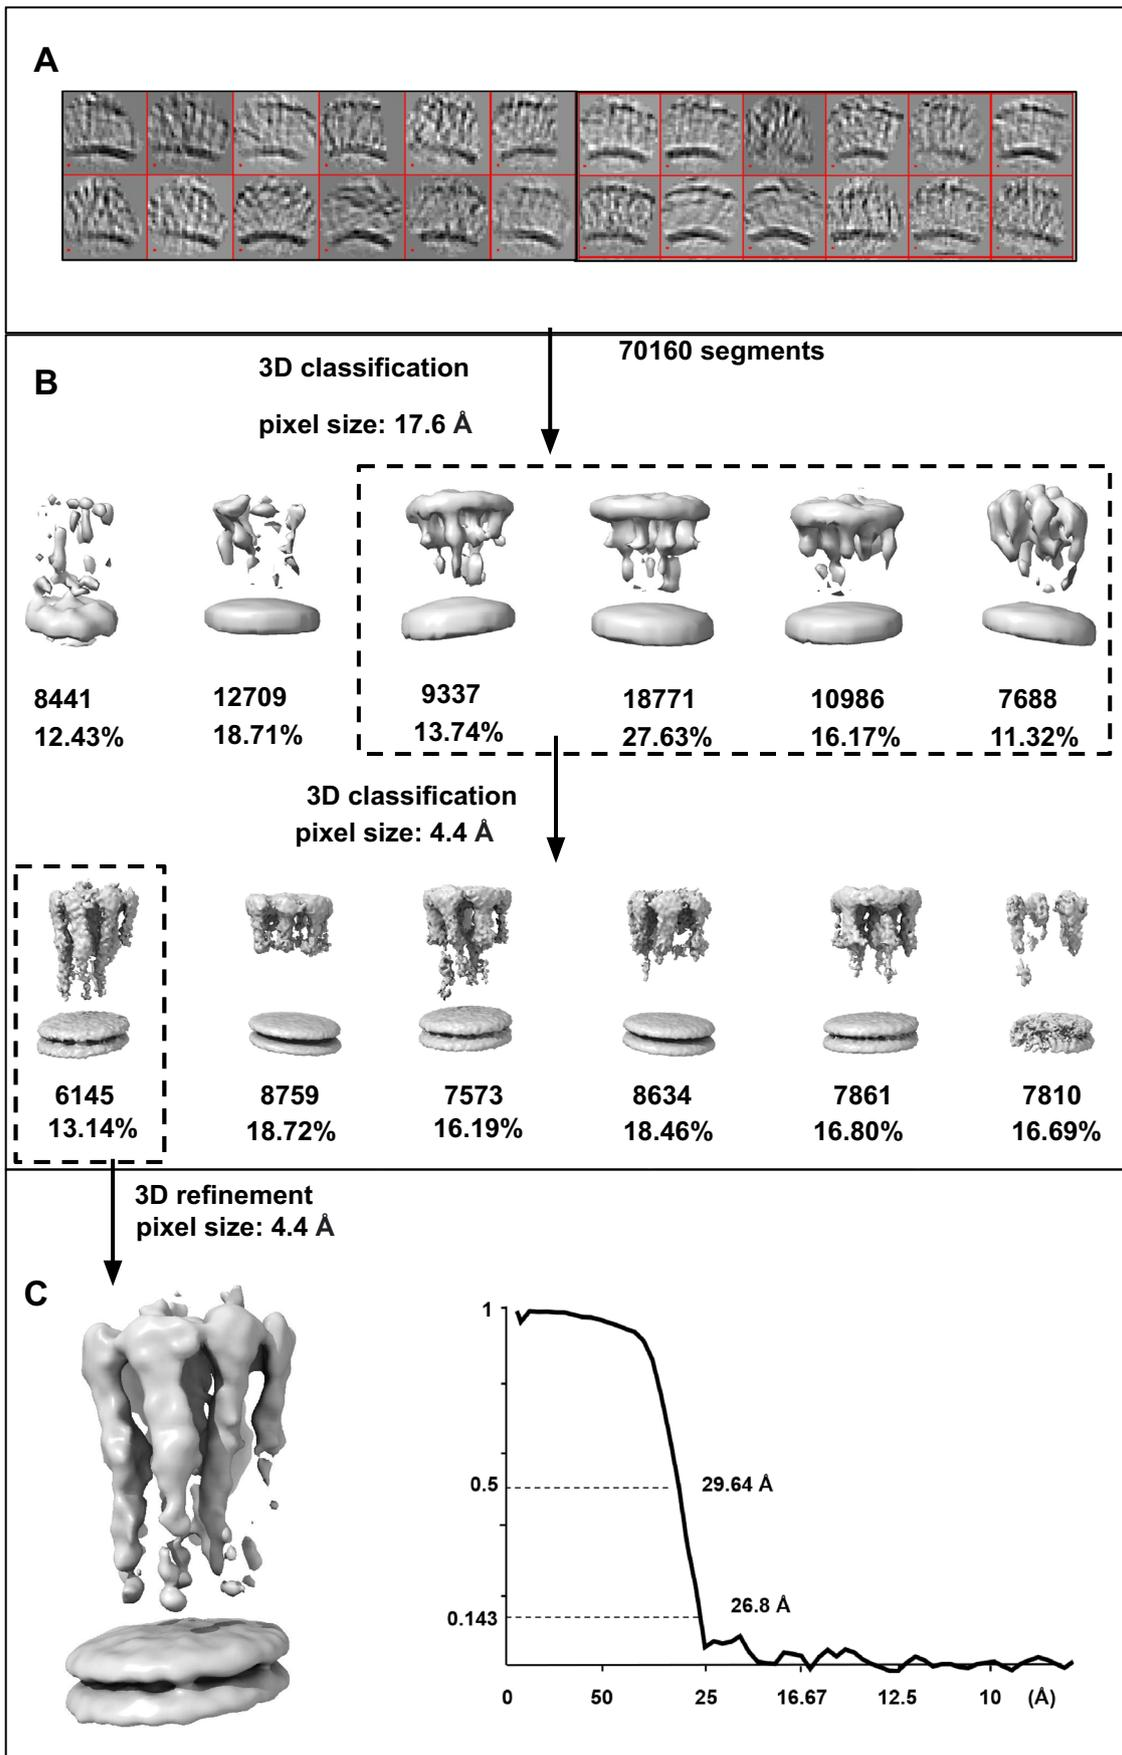 A
B
3D classification
70160 segments
pixel size: 17.6 Å
8441 12709 9337 18771 10986 7688
12.43% 18.71% 13.74% 27.63% 16.17% 11.32%
3D classification
pixel size: 4.4 Å
6145 8759 7573 8634 7861 7810
13.14% 18.72% 16.19% 18.46% 16.80% 16.69%
3D refinement
pixel size: 4.4 Å
C
1
0.5
29.64 Å
0.143
26.8 Å
0 50 25 16.67 12.5 10 (Å)